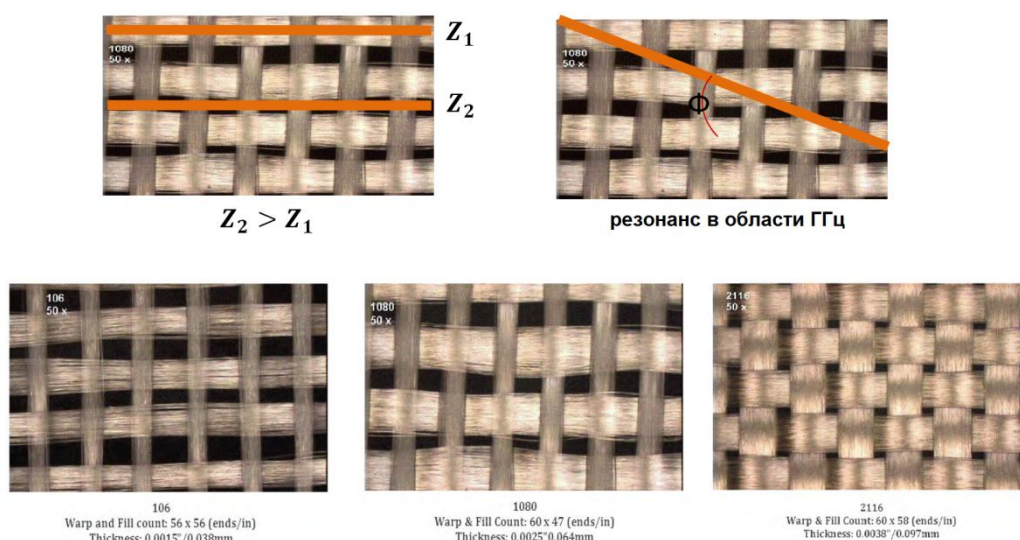 1080
50 x
Z₁
Z₂
Z₂ > Z₁
1080
50 x
Φ
резонанс в области ГГц
106
50 x
1080
50 x
2116
50 x
106
Warp and Fill count: 56 x 56 (ends/in)
Thickness: 0.0015"/0.038mm
1080
Warp & Fill Count: 60 x 47 (ends/in)
Thickness: 0.0025"0.064mm
2116
Warp & Fill Count: 60 x 58 (ends/in)
Thickness: 0.0038"/0.097mm